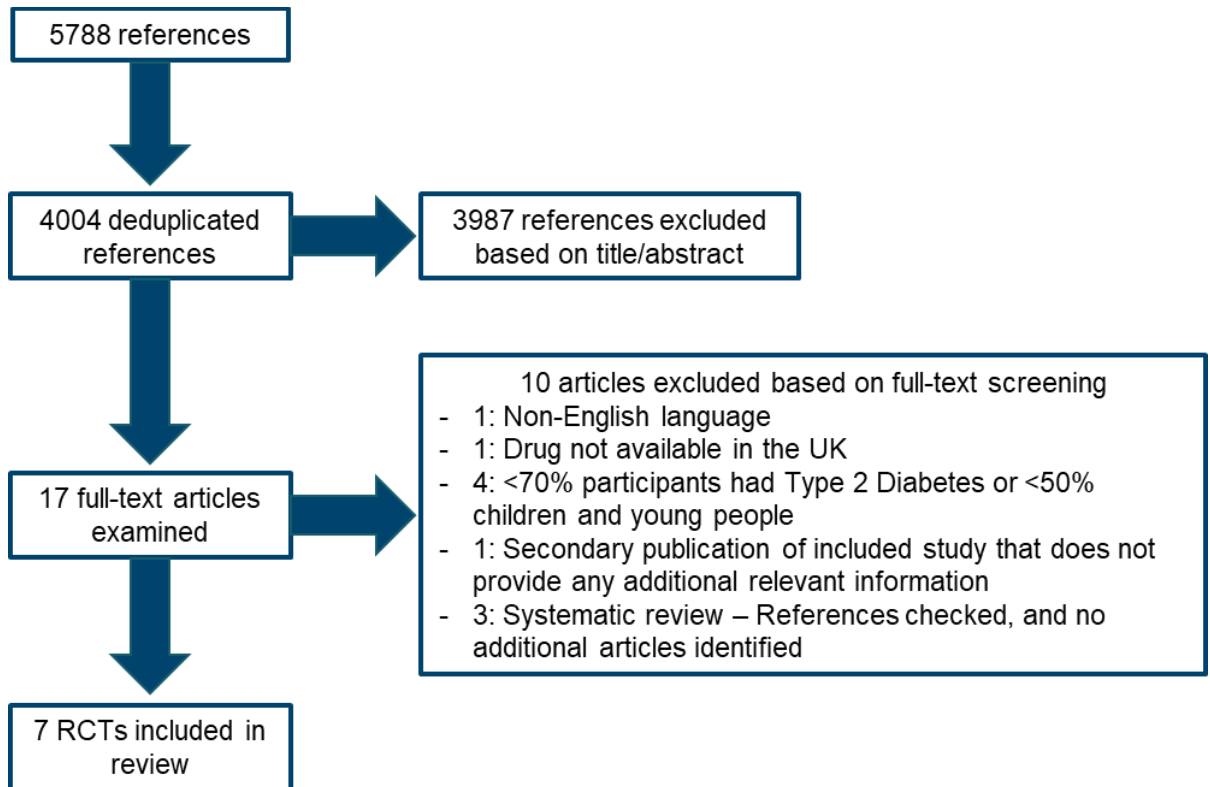 5788 references
4004 deduplicated
references
3987 references excluded
based on title/abstract
10 articles excluded based on full-text screening
- 1: Non-English language
- 1: Drug not available in the UK
- 4: <70% participants had Type 2 Diabetes or <50%
children and young people
- 1: Secondary publication of included study that does not
provide any additional relevant information
- 3: Systematic review – References checked, and no
additional articles identified
17 full-text articles
examined
7 RCTs included in
review